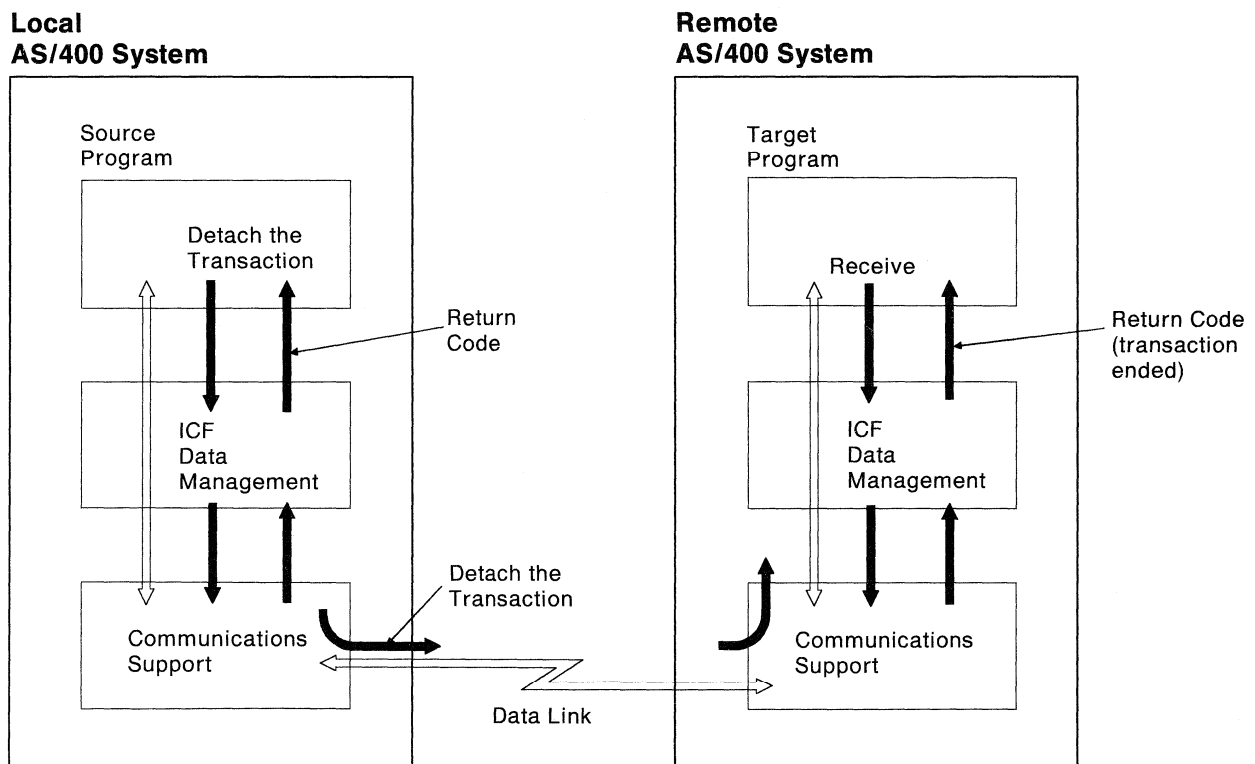 Local
AS/400 System
Source
Program
Detach the
Transaction
Return
Code
ICF
Data
Management
Detach the
Transaction
Communications
Support
Data Link
Remote
AS/400 System
Target
Program
Receive
Return Code
(transaction
ended)
ICF
Data
Management
Communications
Support